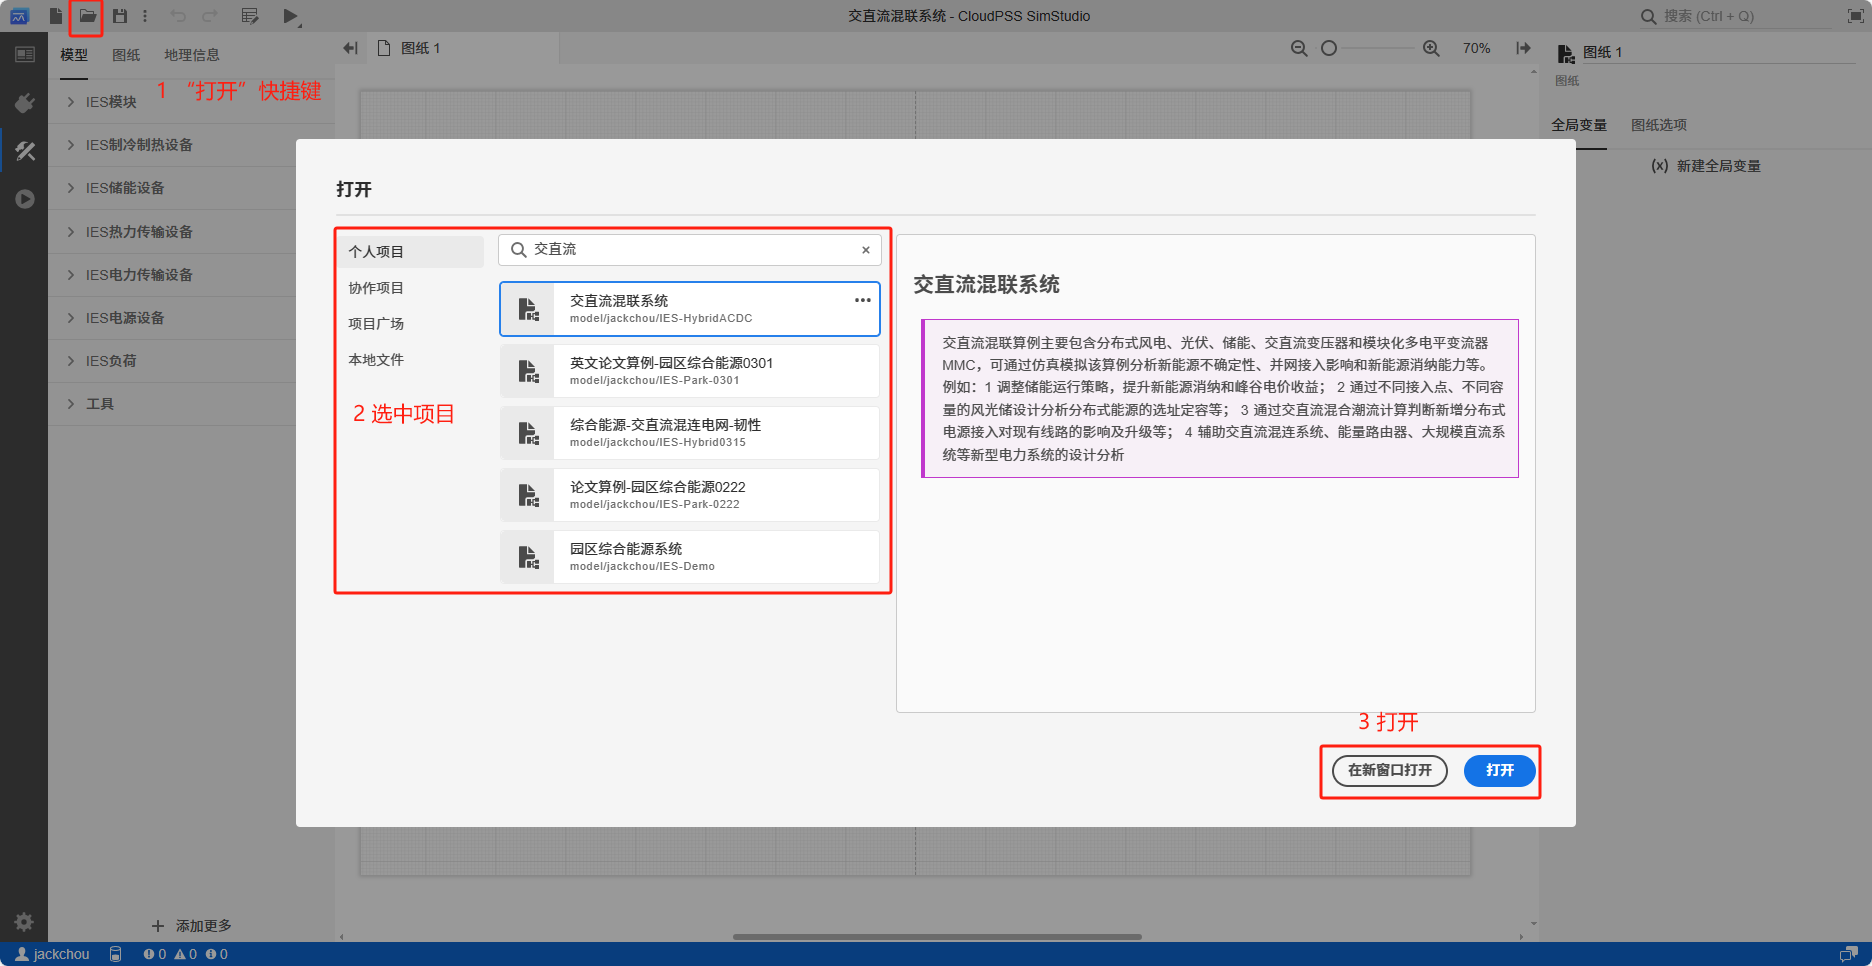 交直流混联系统 - CloudPSS SimStudio
搜索 (Ctrl + Q)
模型
图纸
地理信息
图纸 1
70%
图纸 1
图纸
1 “打开”快捷键
IES模块
IES制冷制热设备
IES储能设备
IES热力传输设备
IES电力传输设备
IES电源设备
IES负荷
工具
添加更多
全局变量
图纸选项
(x) 新建全局变量
打开
个人项目
协作项目
项目广场
本地文件
2 选中项目
交直流
×
交直流混联系统
model/jackchou/IES-HybridACDC
英文论文算例-园区综合能源0301
model/jackchou/IES-Park-0301
综合能源-交直流混连电网-韧性
model/jackchou/IES-Hybrid0315
论文算例-园区综合能源0222
model/jackchou/IES-Park-0222
园区综合能源系统
model/jackchou/IES-Demo
交直流混联系统
交直流混联算例主要包含分布式风电、光伏、储能、交直流变压器和模块化多电平变流器
MMC，可通过仿真模拟该算例分析新能源不确定性、并网接入影响和新能源消纳能力等。
例如：1 调整储能运行策略，提升新能源消纳和峰谷电价收益； 2 通过不同接入点、不同容
量的风光储设计分析分布式能源的选址定容等； 3 通过交直流混合潮流计算判断新增分布式
电源接入对现有线路的影响及升级等； 4 辅助交直流混连系统、能量路由器、大规模直流系
统等新型电力系统的设计分析
3 打开
在新窗口打开
打开
jackchou
0
0
0